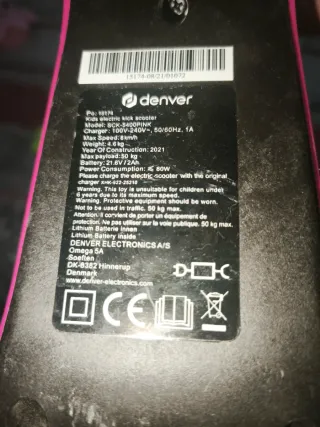 15174-09/21/01072
denver
Po: 15174
Kids electric kick scooter
Model: SCK-5400PINK
Charger: 100V-240V~, 50/60Hz, 1A
Max Speed: 6km/h
Weight: 4.6 kg
Year Of Construction: 2021
Max payload: 50 kg
Battery: 21.6V/2Ah
Power Consumption: 80W
Please charge the electric scooter with the original
charger
Warning. This toy is unsuitable for children under
6 years due to its maximum speed.
Warning. Protective equipment should be worn.
Not to be used in traffic. 50 kg max.
Attention. Il convient de porter un équipement de
protection. Ne pas utiliser sur la voie publique. 50 kg max.
Lithium Batterie innen
Lithium Battery inside
DENVER ELECTRONICS A/S
Omega 5A
Soeften
DK-8382 Hinnerup
Denmark
www.denver-electronics.com
CE